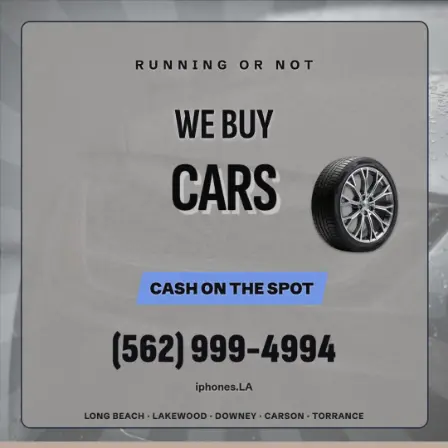 RUNNING OR NOT
WE BUY
CARS
CASH ON THE SPOT
(562) 999-4994
iphones.LA
LONG BEACH · LAKEWOOD · DOWNEY · CARSON · TORRANCE